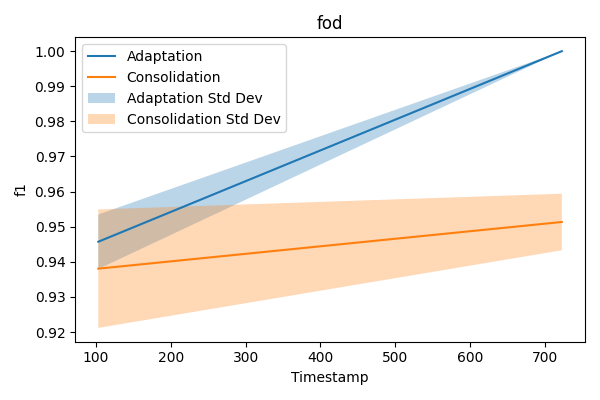 fod
Adaptation
Consolidation
Adaptation Std Dev
Consolidation Std Dev
f1
1.00
0.99
0.98
0.97
0.96
0.95
0.94
0.93
0.92
100 200 300 400 500 600 700
Timestamp